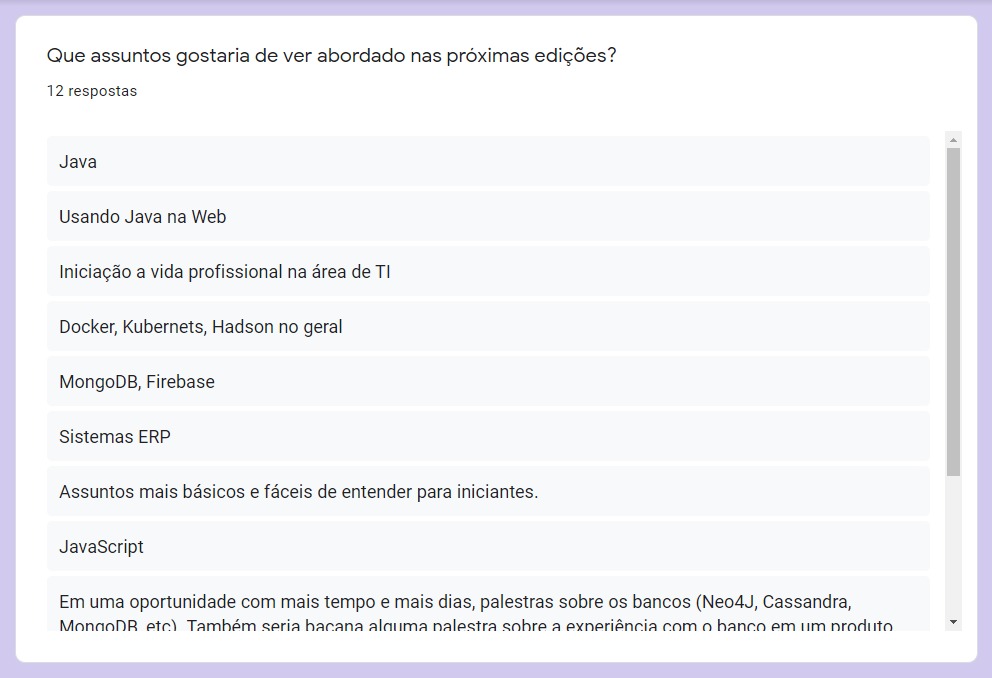 Que assuntos gostaria de ver abordado nas próximas edições?
12 respostas
Java
Usando Java na Web
Iniciação a vida profissional na área de TI
Docker, Kubernets, Hadson no geral
MongoDB, Firebase
Sistemas ERP
Assuntos mais básicos e fáceis de entender para iniciantes.
JavaScript
Em uma oportunidade com mais tempo e mais dias, palestras sobre os bancos (Neo4J, Cassandra,
MongoDB, etc). Também seria bacana alguma palestra sobre a experiência com o banco em um produto